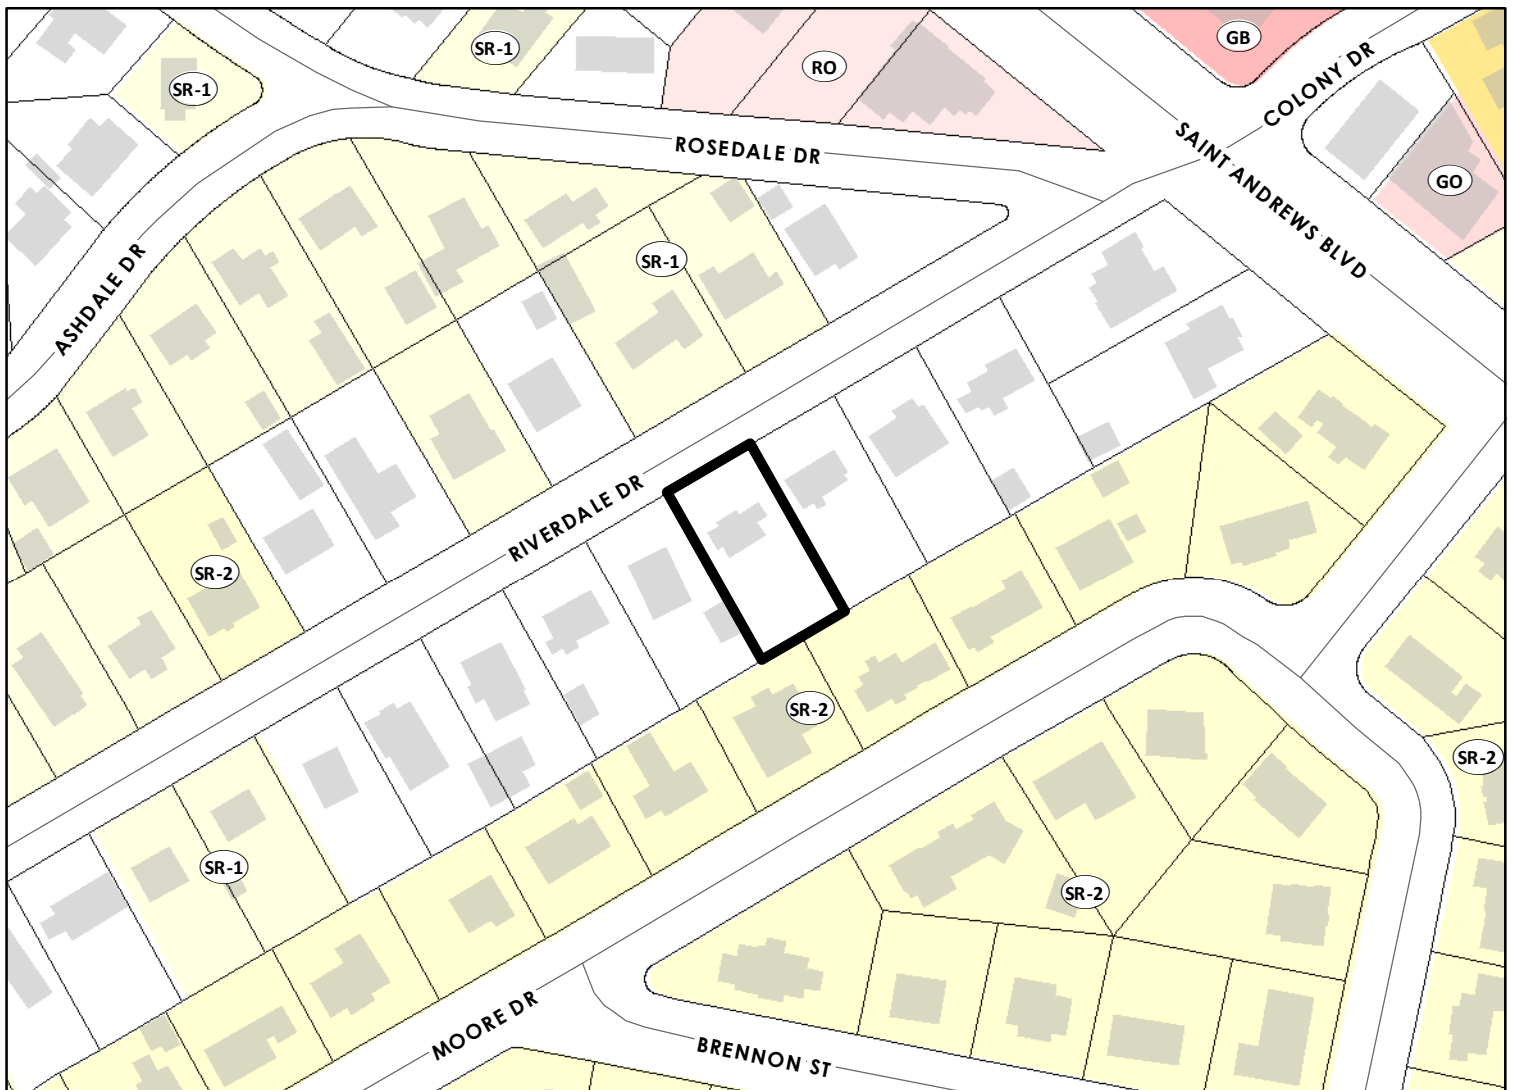 GB
SR-1
RO
COLONY DR
SR-1
ROSEDALE DR
SAINT ANDREWS BLVD
GO
SR-1
ASHDALE DR
RIVERDALE DR
SR-2
SR-2
SR-2
SR-1
SR-2
MOORE DR
BRENNON ST